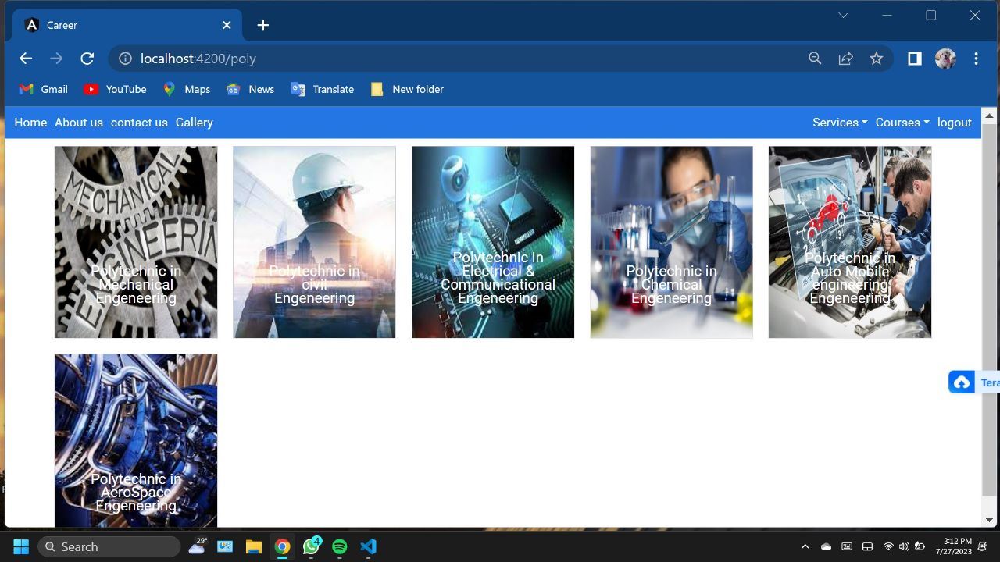 Career
localhost:4200/poly
Gmail YouTube Maps News Translate New folder
Home About us contact us Gallery Services Courses logout
MECHANICAL
ENGINEERIN
Polytechnic in
Mechanical
Engeneering
Polytechnic in
civil
Engeneering
Polytechnic in
Electrical &
Communicational
Engeneering
Polytechnic in
Chemical
Engeneering
Polytechnic in
Auto Mobile
engineering
Engeneering
Tera
Polytechnic in
AeroSpace
Engeneering
Search
29°
4
3:12 PM
7/27/2023